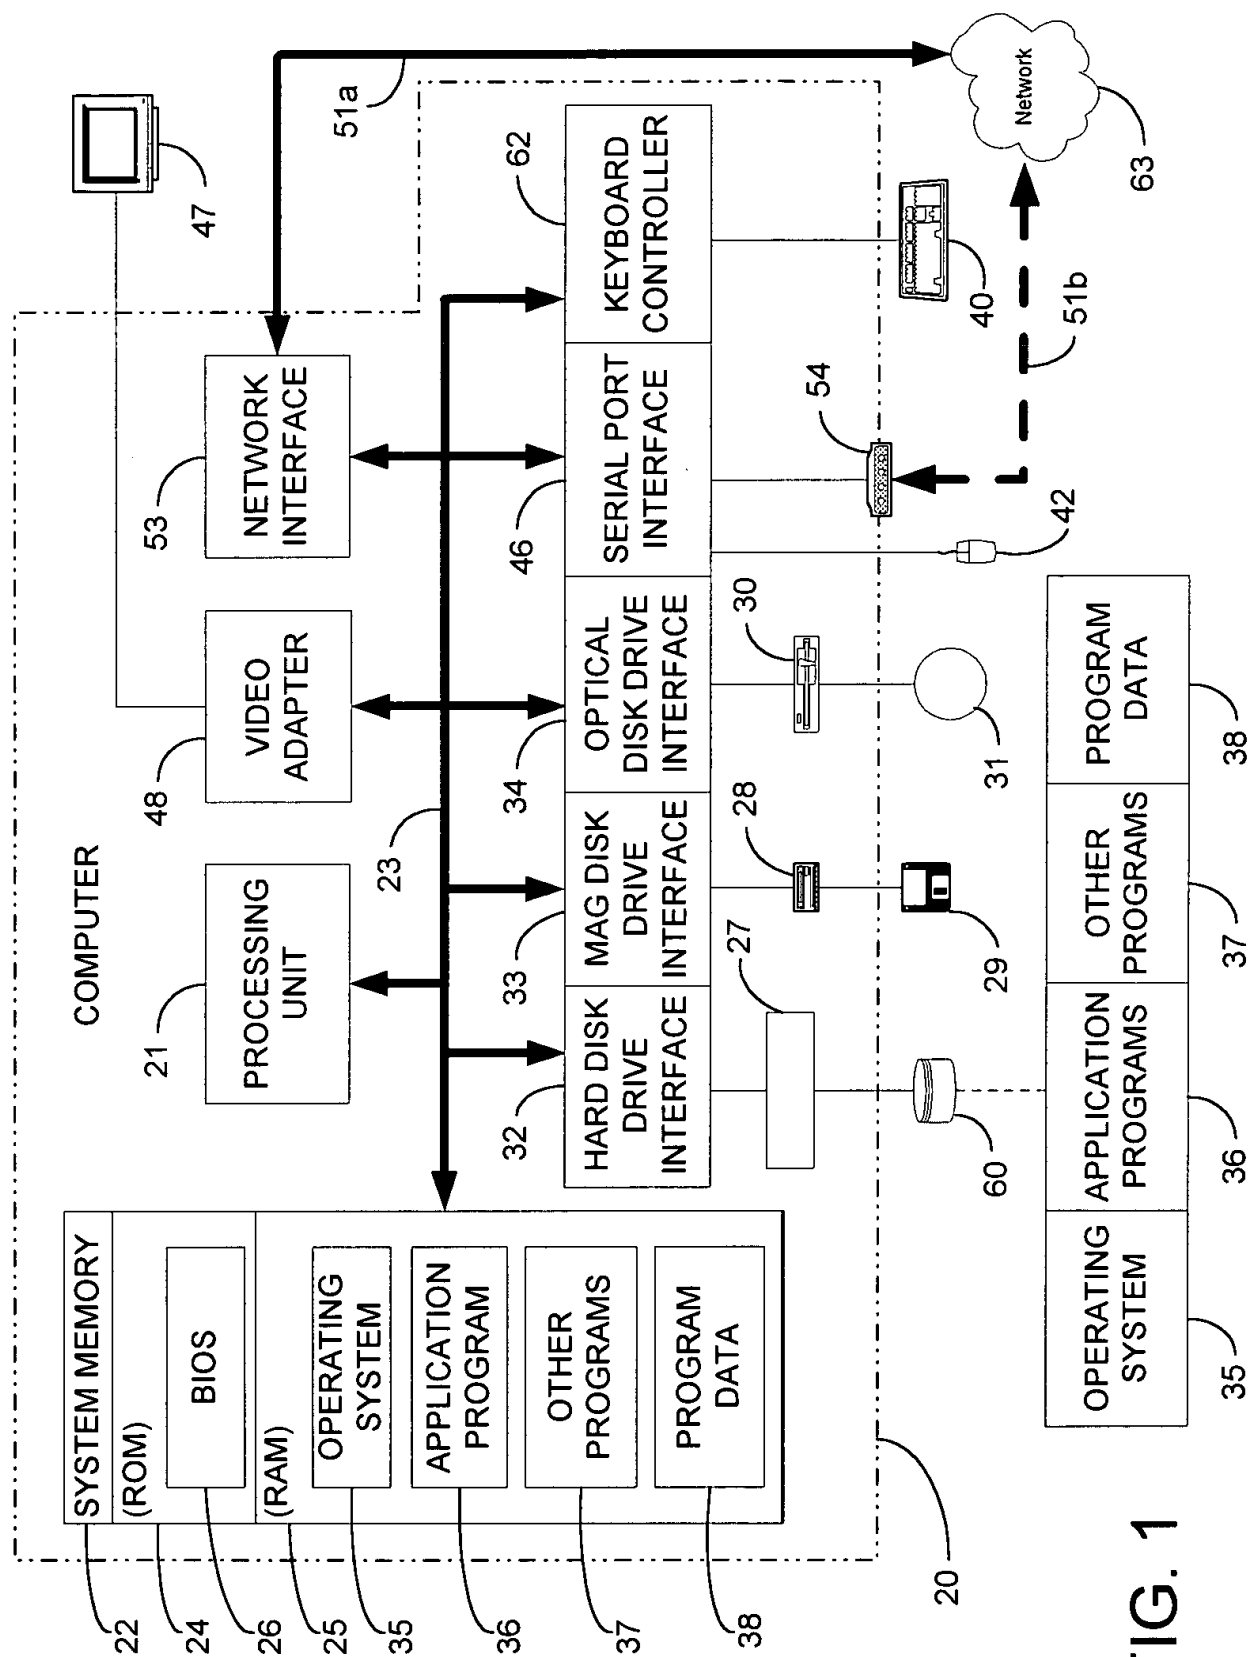 COMPUTER
22
SYSTEM MEMORY
24
(ROM)
26
BIOS
25
(RAM)
35
OPERATING
SYSTEM
36
APPLICATION
PROGRAM
37
OTHER
PROGRAMS
38
PROGRAM
DATA
21
PROCESSING
UNIT
48
VIDEO
ADAPTER
53
NETWORK
INTERFACE
47
51a
23
32
HARD DISK
DRIVE
INTERFACE
33
MAG DISK
DRIVE
INTERFACE
34
OPTICAL
DISK DRIVE
INTERFACE
46
SERIAL PORT
INTERFACE
62
KEYBOARD
CONTROLLER
27
28
30
54
20
60
29
31
42
40
51b
Network
63
OPERATING
SYSTEM
APPLICATION
PROGRAMS
OTHER
PROGRAMS
PROGRAM
DATA
35
36
37
38
FIG. 1